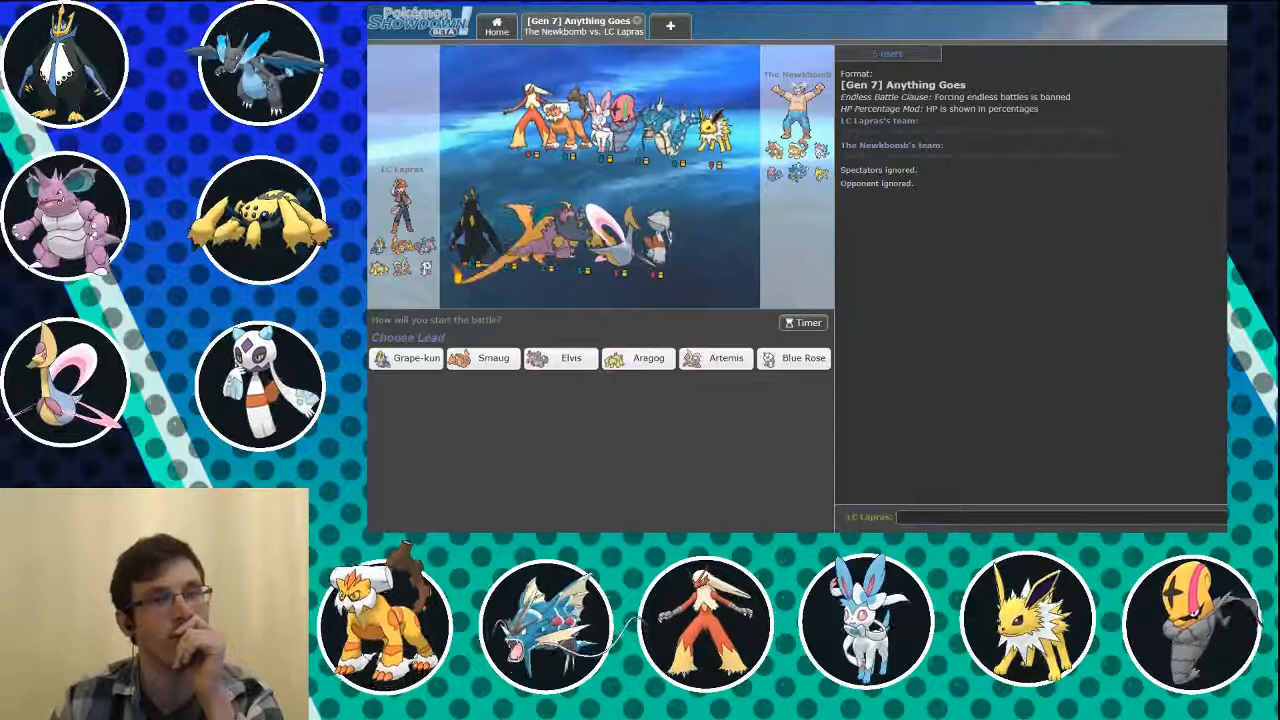 Pokémon
SHOWDOWN!
BETA
Home
[Gen 7] Anything Goes
The Newkbomb vs. LC Lapras
+
5 users
The Newkbomb
LC Lapras
Format:
[Gen 7] Anything Goes
Endless Battle Clause: Forcing endless battles is banned
HP Percentage Mod: HP is shown in percentages
LC Lapras's team:
The Newkbomb's team:
Spectators ignored.
Opponent ignored.
How will you start the battle?
Timer
Choose Lead
Grape-kun
Smaug
Elvis
Aragog
Artemis
Blue Rose
LC Lapras: